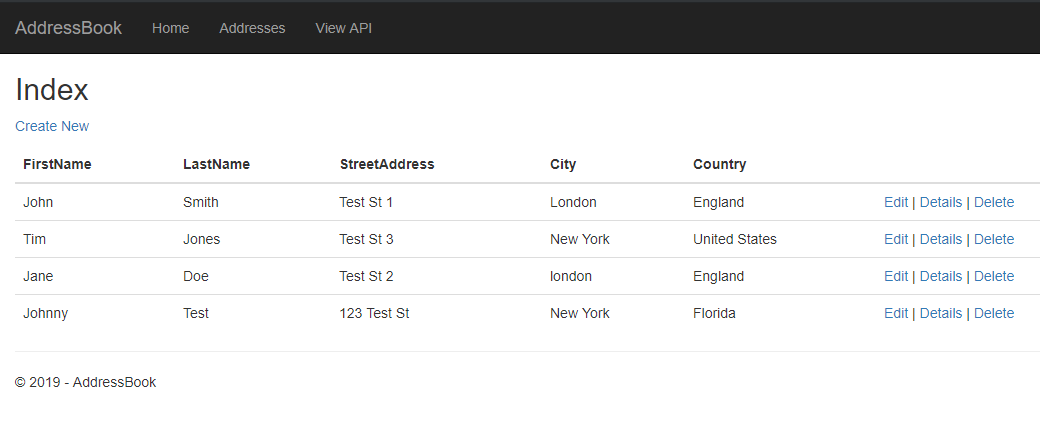 AddressBook Home Addresses View API
Index
Create New
FirstName LastName StreetAddress City Country
John Smith Test St 1 London England Edit | Details | Delete
Tim Jones Test St 3 New York United States Edit | Details | Delete
Jane Doe Test St 2 london England Edit | Details | Delete
Johnny Test 123 Test St New York Florida Edit | Details | Delete
© 2019 - AddressBook